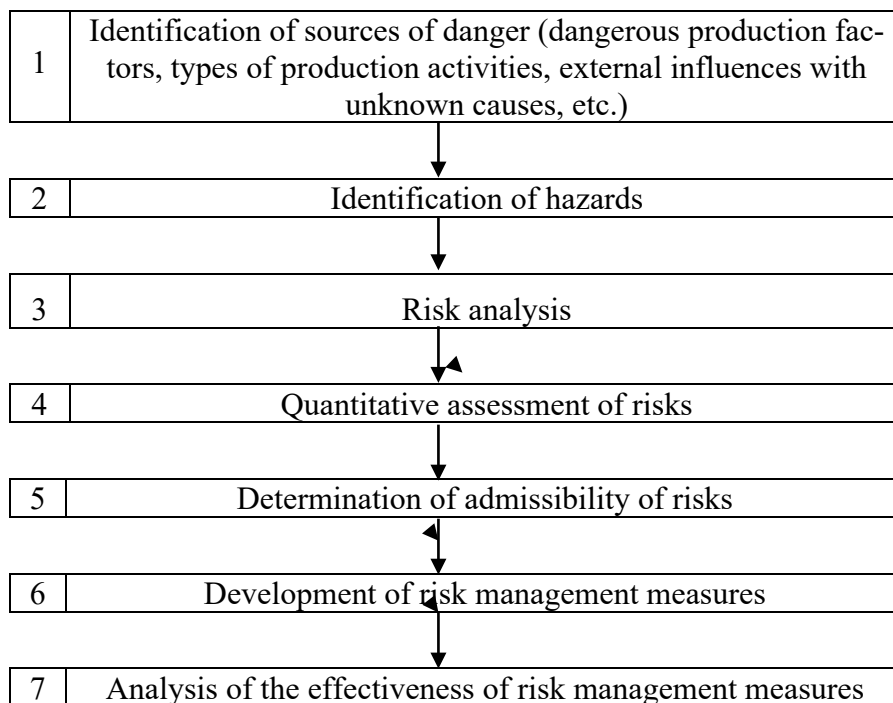 1
Identification of sources of danger (dangerous production fac-
tors, types of production activities, external influences with
unknown causes, etc.)
2 Identification of hazards
3 Risk analysis
4 Quantitative assessment of risks
5 Determination of admissibility of risks
6 Development of risk management measures
7 Analysis of the effectiveness of risk management measures